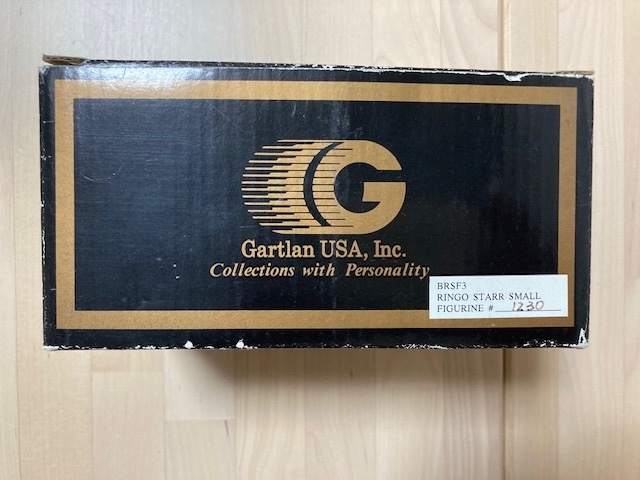 G
Gartlan USA, Inc.
Collections with Personality
BRSF3
RINGO STARR SMALL
FIGURINE # 1230